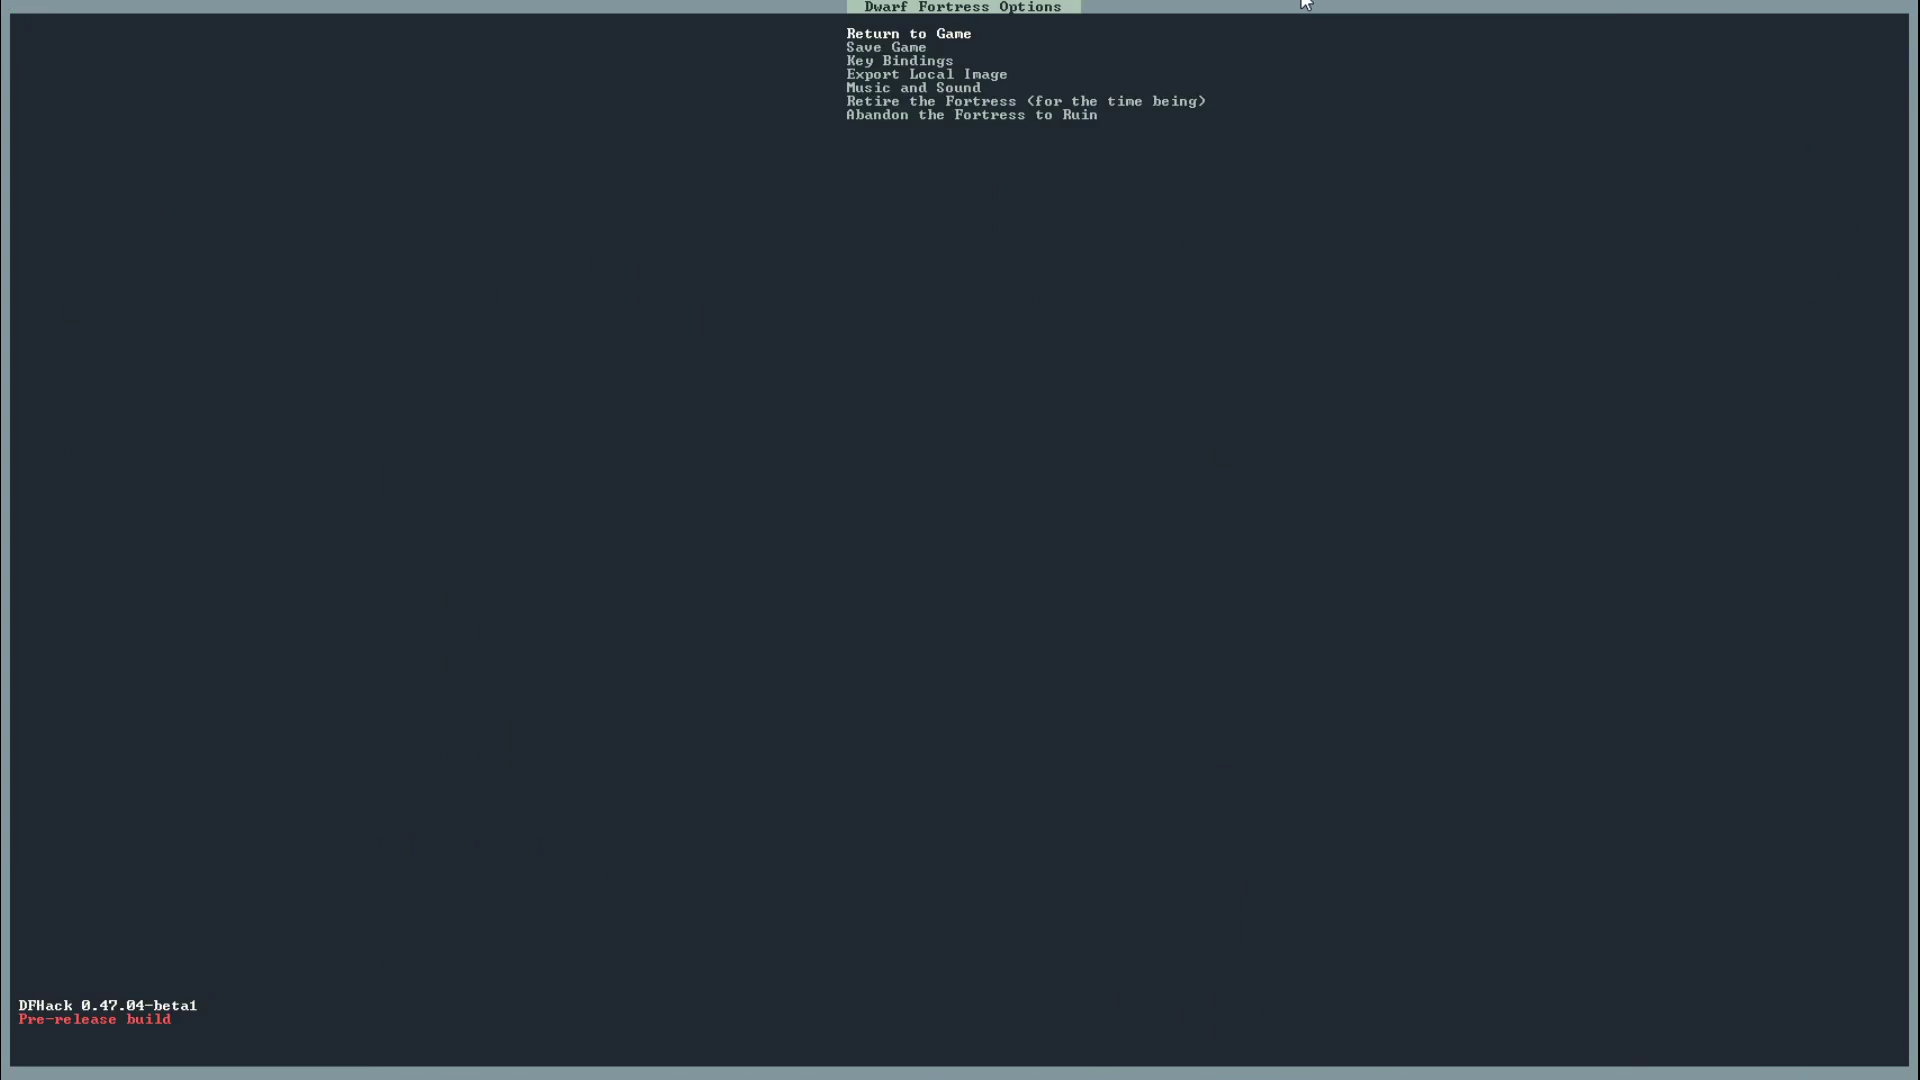 Dwarf Fortress Options
Return to Game
Save Game
Key Bindings
Export Local Image
Music and Sound
Retire the Fortress (for the time being)
Abandon the Fortress to Ruin
DFHack 0.47.04-beta1
Pre-release build